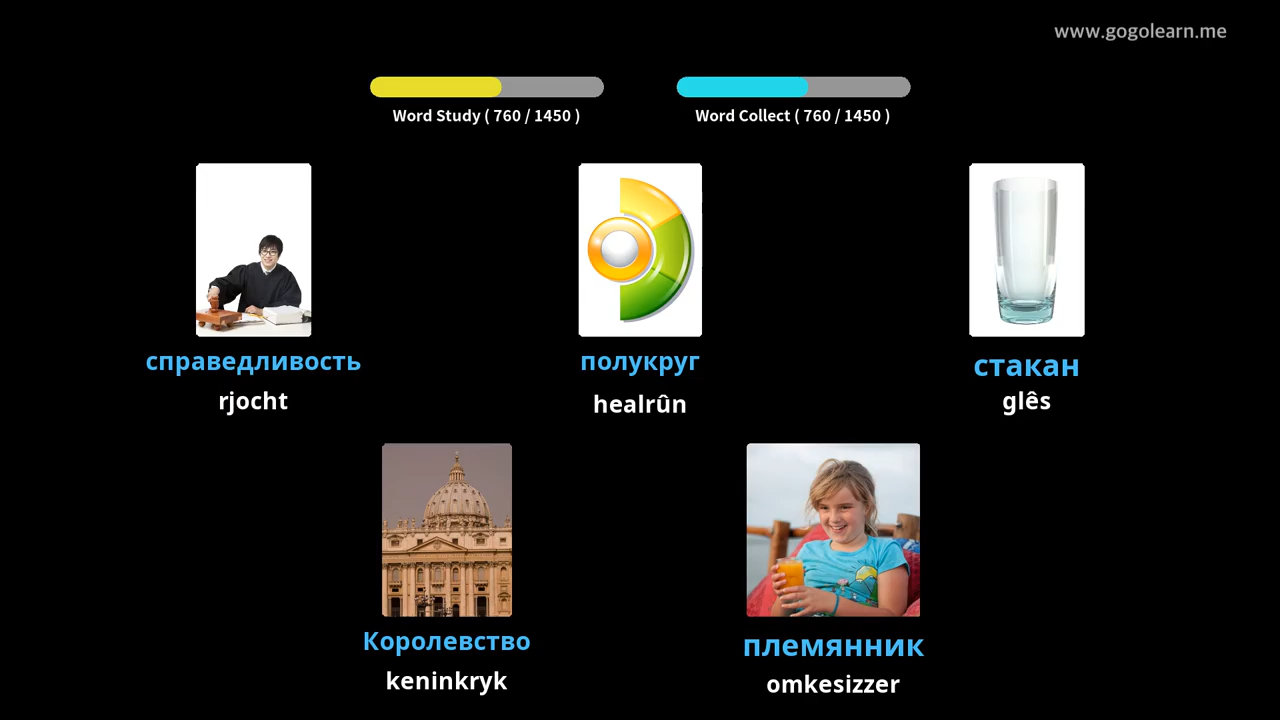 www.gogolearn.me
Word Study ( 760 / 1450 )
Word Collect ( 760 / 1450 )
справедливость
rjocht
полукруг
healrûn
стакан
glês
Королевство
keninkryk
племянник
omkesizzer